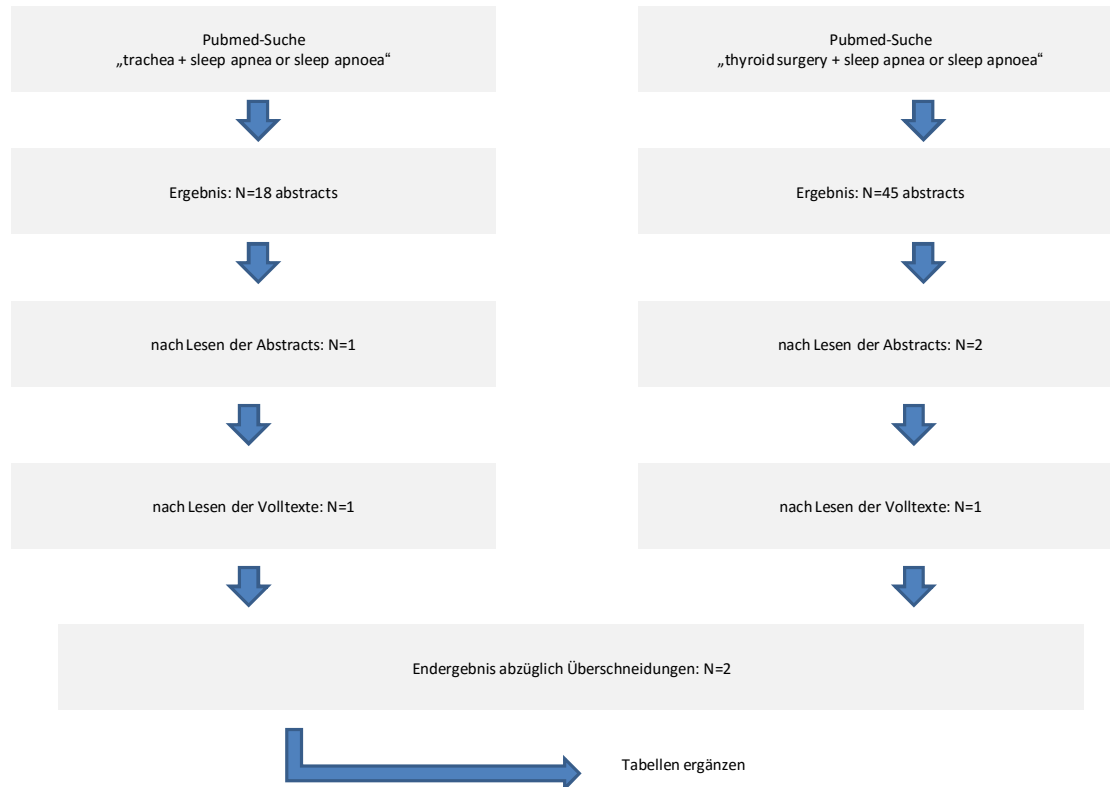 Pubmed-Suche
„trachea + sleep apnea or sleep apnoea“
Ergebnis: N=18 abstracts
nach Lesen der Abstracts: N=1
nach Lesen der Volltexte: N=1
Pubmed-Suche
„thyroid surgery + sleep apnea or sleep apnoea“
Ergebnis: N=45 abstracts
nach Lesen der Abstracts: N=2
nach Lesen der Volltexte: N=1
Endergebnis abzüglich Überschneidungen: N=2
Tabellen ergänzen